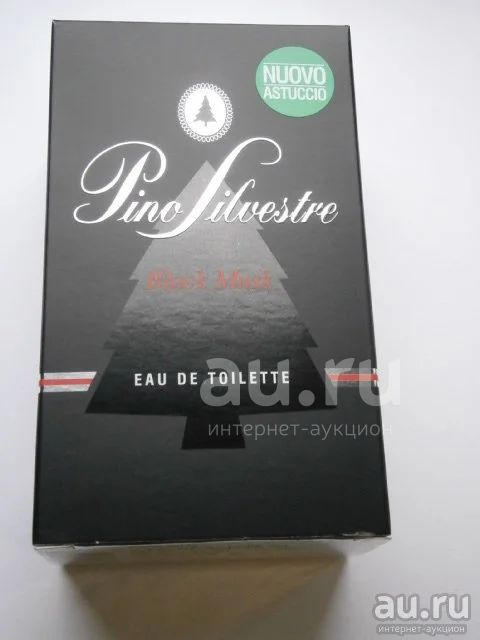 NUOVO
ASTUCCIO
Pino Silvestre
Black Musk
EAU DE TOILETTE
au.ru
интернет-аукцион
au.ru
интернет-аукцион